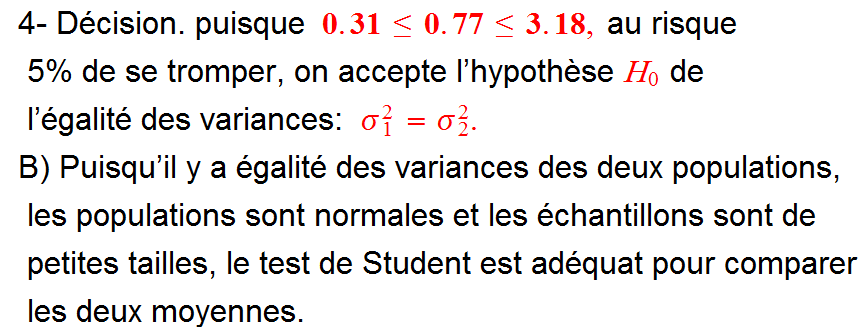 4- Décision. puisque 0.31 ≤ 0.77 ≤ 3.18, au risque
5% de se tromper, on accepte l’hypothèse H₀ de
l’égalité des variances: σ₁² = σ₂².
B) Puisqu’il y a égalité des variances des deux populations,
les populations sont normales et les échantillons sont de
petites tailles, le test de Student est adéquat pour comparer
les deux moyennes.